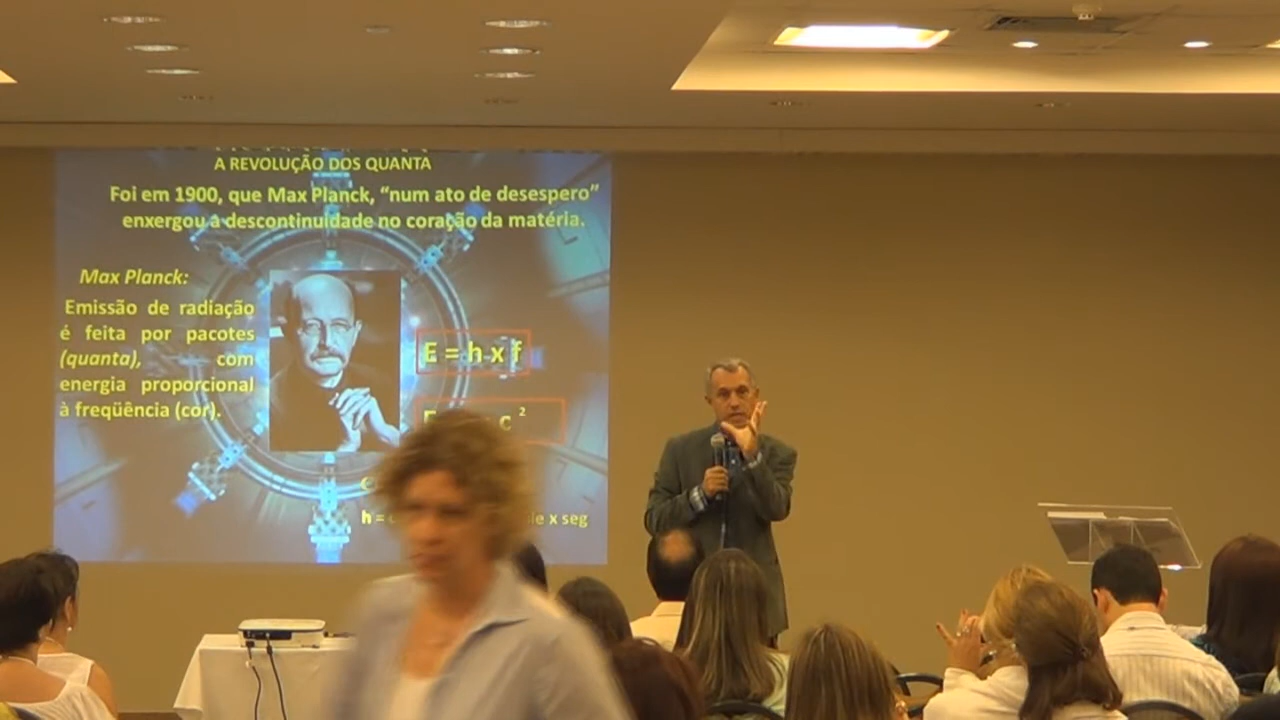 A REVOLUÇÃO DOS QUANTA
Foi em 1900, que Max Planck, “num ato de desespero”
enxergou a descontinuidade no coração da matéria.
Max Planck:
Emissão de radiação
é feita por pacotes
(quanta), com
energia proporcional
à freqüência (cor).
E = h x f
c ²
h =
x seg